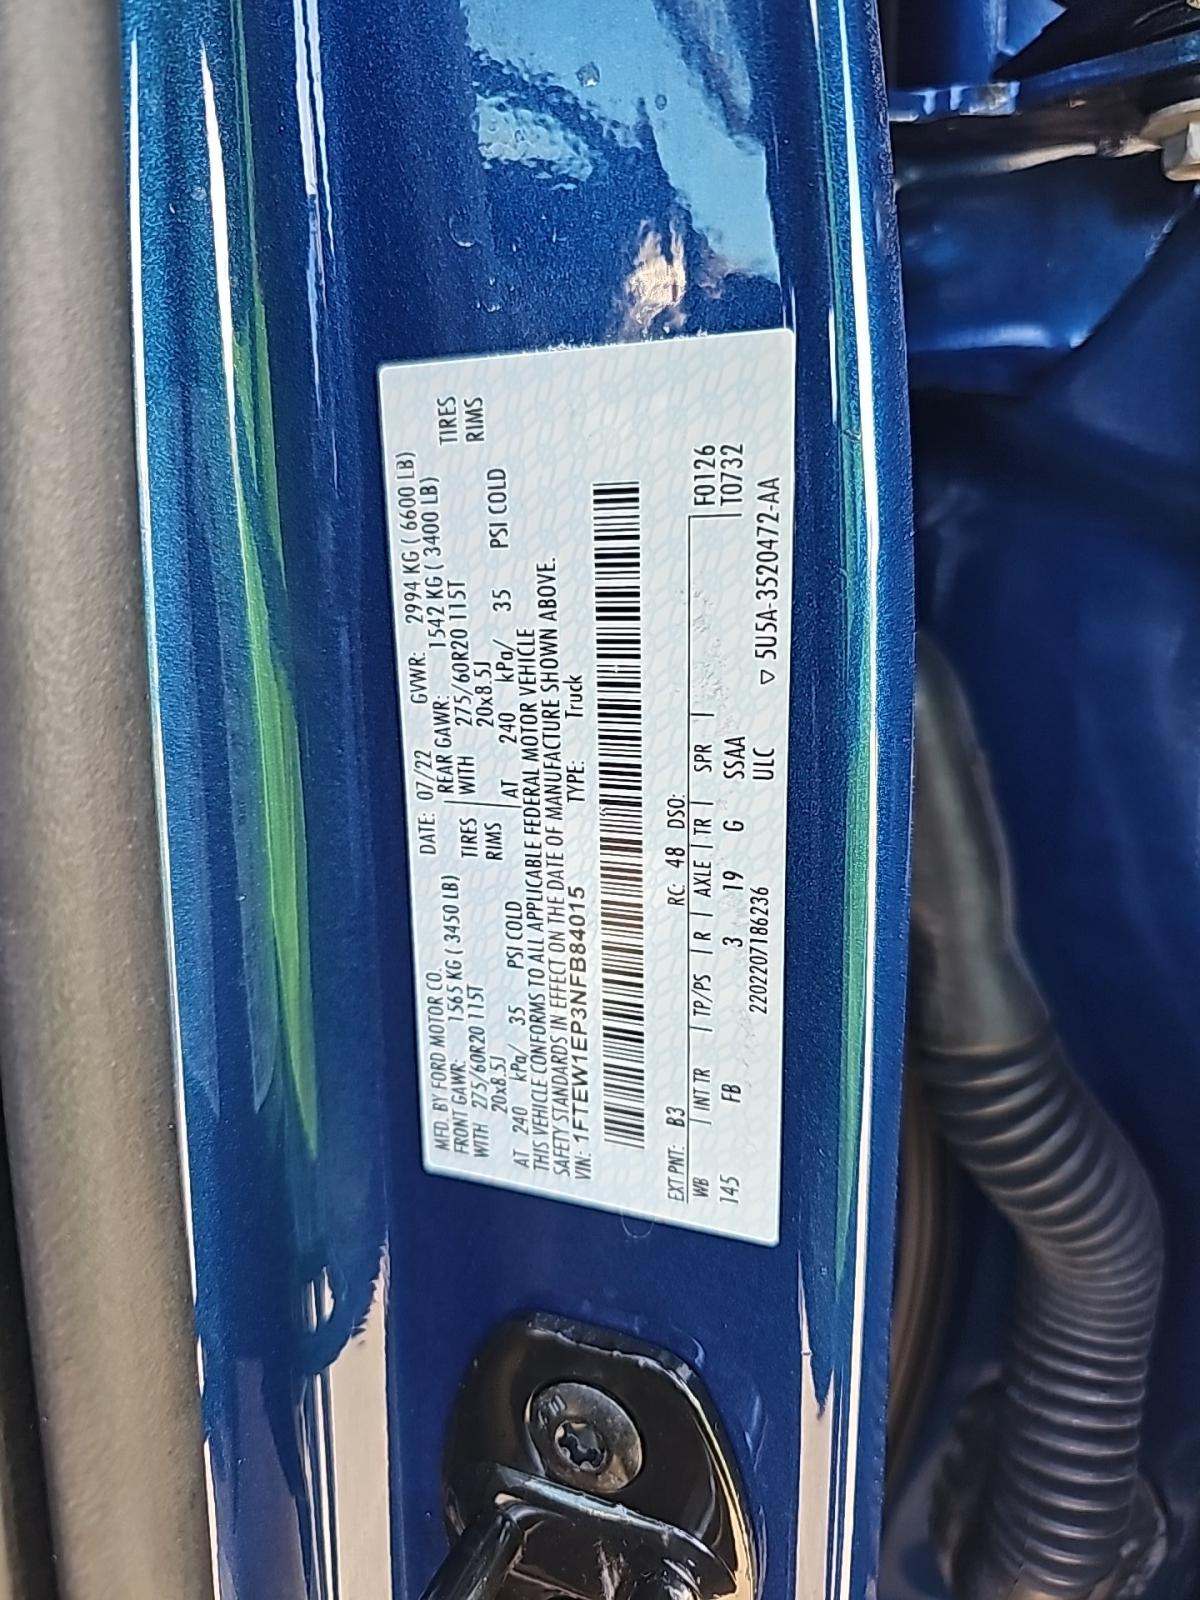 MFD. BY FORD MOTOR CO. DATE: 07/22 GVWR: 2994 KG ( 6600 LB)
FRONT GAWR: 1565 KG ( 3450 LB) REAR GAWR: 1542 KG ( 3400 LB)
WITH 275/60R20 115T TIRES WITH 275/60R20 115T TIRES
20x8.5J RIMS 20x8.5J RIMS
AT 240 kPa/ 35 PSI COLD AT 240 kPa/ 35 PSI COLD
THIS VEHICLE CONFORMS TO ALL APPLICABLE FEDERAL MOTOR VEHICLE
SAFETY STANDARDS IN EFFECT ON THE DATE OF MANUFACTURE SHOWN ABOVE.
VIN: 1FTEW1EP3NFB84015 TYPE: Truck
EXT PNT: B3 RC: 48 DSO:
WB INT TR TP/PS R AXLE TR SPR F0126
145 FB 3 19 G SSAA T0732
2202207186236 ULC ▽ 5U5A-3520472-AA